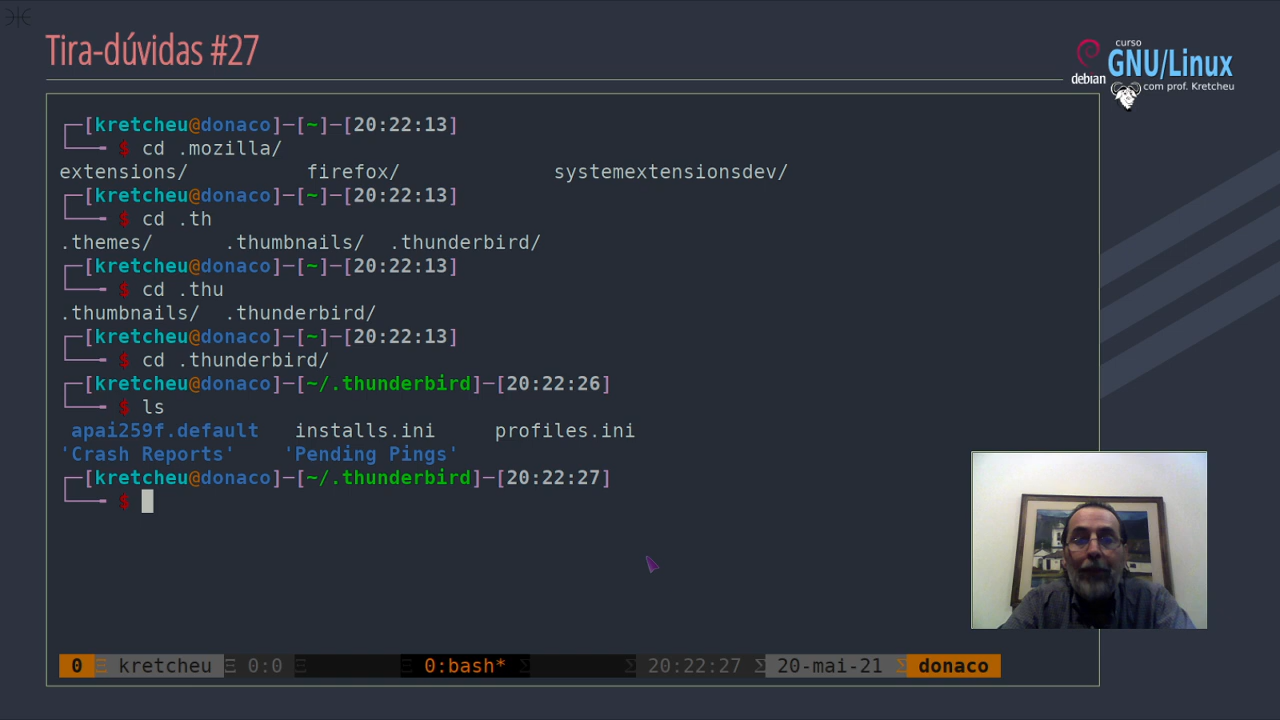 Tira-dúvidas #27
curso
GNU/Linux
debian
com prof. Kretcheu
┌─[kretcheu@donaco]─[~]─[20:22:13]
└──╼ $ cd .mozilla/
extensions/ firefox/ systemextensionsdev/
┌─[kretcheu@donaco]─[~]─[20:22:13]
└──╼ $ cd .th
.themes/ .thumbnails/ .thunderbird/
┌─[kretcheu@donaco]─[~]─[20:22:13]
└──╼ $ cd .thu
.thumbnails/ .thunderbird/
┌─[kretcheu@donaco]─[~]─[20:22:13]
└──╼ $ cd .thunderbird/
┌─[kretcheu@donaco]─[~/.thunderbird]─[20:22:26]
└──╼ $ ls
apai259f.default installs.ini profiles.ini
'Crash Reports' 'Pending Pings'
┌─[kretcheu@donaco]─[~/.thunderbird]─[20:22:27]
└──╼ $
0 Ξ kretcheu Ξ 0:0 Ξ Ξ 0:bash* Σ Σ 20:22:27 Σ 20-mai-21 Σ donaco